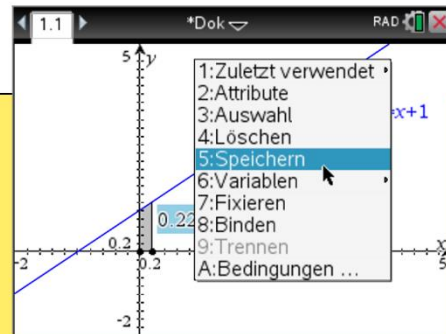 1.1 *Dok RAD
5 y
1:Zuletzt verwendet
2:Attribute
3:Auswahl
x+1
4:Löschen
5:Speichern
6:Variablen
7:Fixieren
0.22
8:Binden
9:Trennen
0.2 x
-2 0.2 5
A:Bedingungen ...
-2